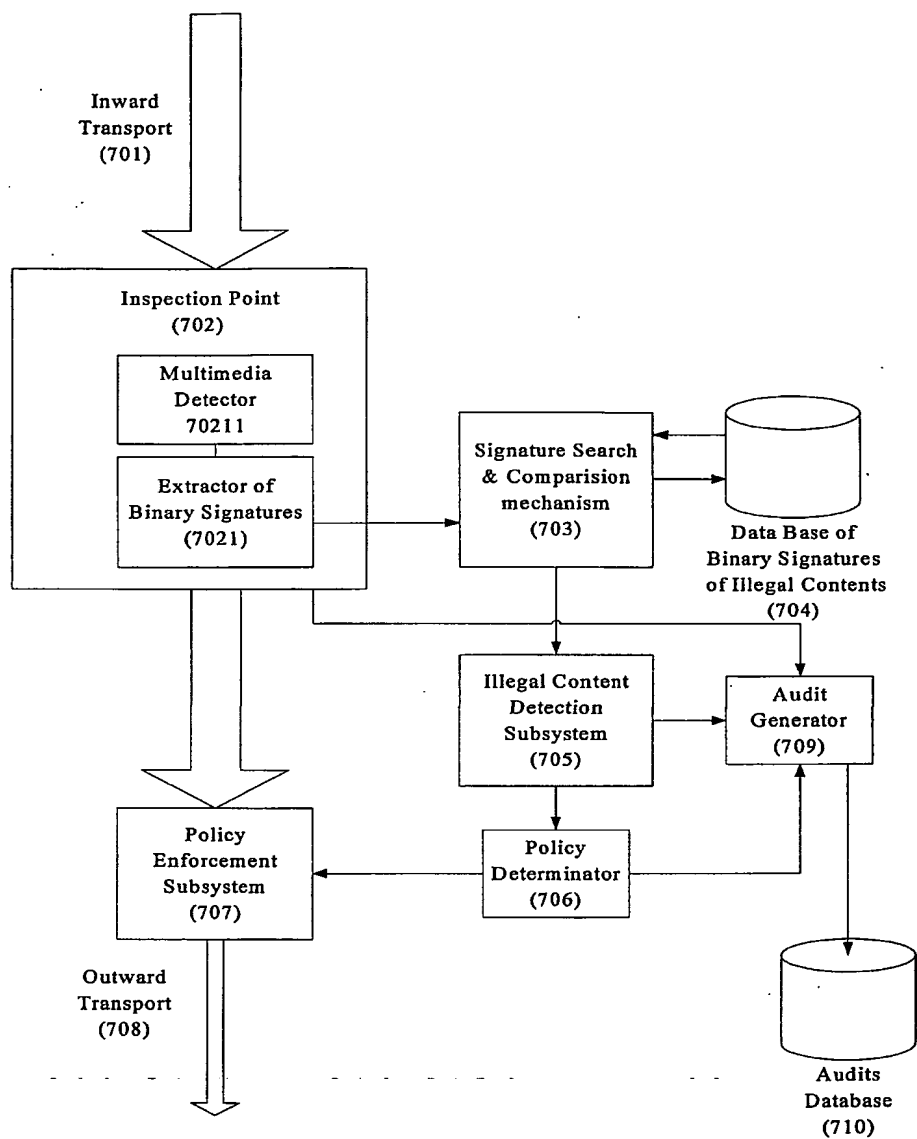 Inward
Transport
(701)
Inspection Point
(702)
Multimedia
Detector
70211
Extractor of
Binary Signatures
(7021)
Signature Search
& Comparision
mechanism
(703)
Data Base of
Binary Signatures
of Illegal Contents
(704)
Illegal Content
Detection
Subsystem
(705)
Audit
Generator
(709)
Policy
Enforcement
Subsystem
(707)
Policy
Determinator
(706)
Outward
Transport
(708)
Audits
Database
(710)